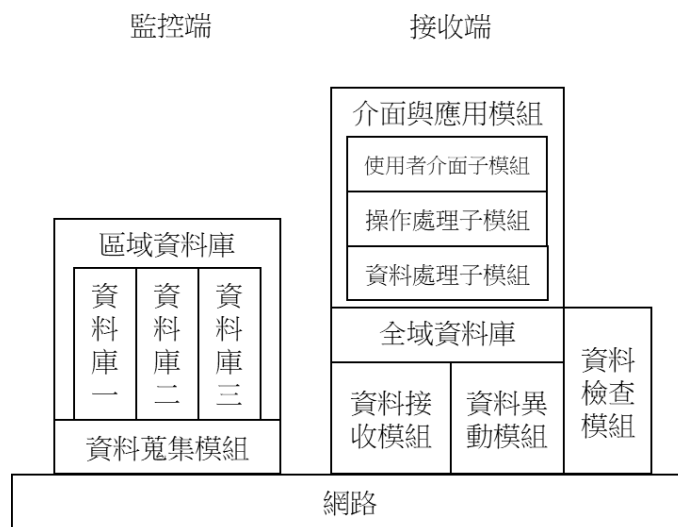 監控端
接收端
介面與應用模組
使用者介面子模組
操作處理子模組
資料處理子模組
區域資料庫
資料庫一
資料庫二
資料庫三
資料蒐集模組
全域資料庫
資料接
收模組
資料異
動模組
資料
檢查
模組
網路